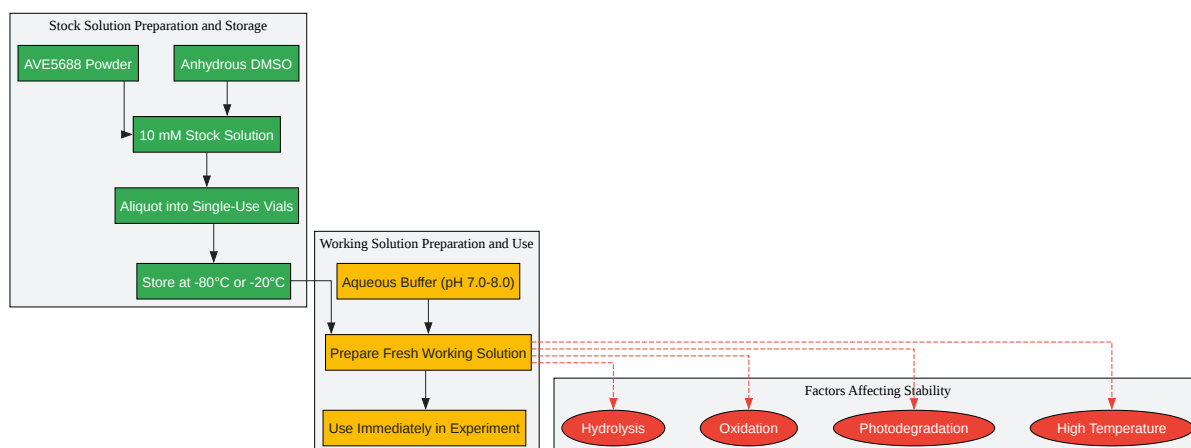 Stock Solution Preparation and Storage
AVE5688 Powder
Anhydrous DMSO
10 mM Stock Solution
Aliquot into Single-Use Vials
Store at -80°C or -20°C
Working Solution Preparation and Use
Aqueous Buffer (pH 7.0-8.0)
Prepare Fresh Working Solution
Use Immediately in Experiment
Factors Affecting Stability
Hydrolysis
Oxidation
Photodegradation
High Temperature